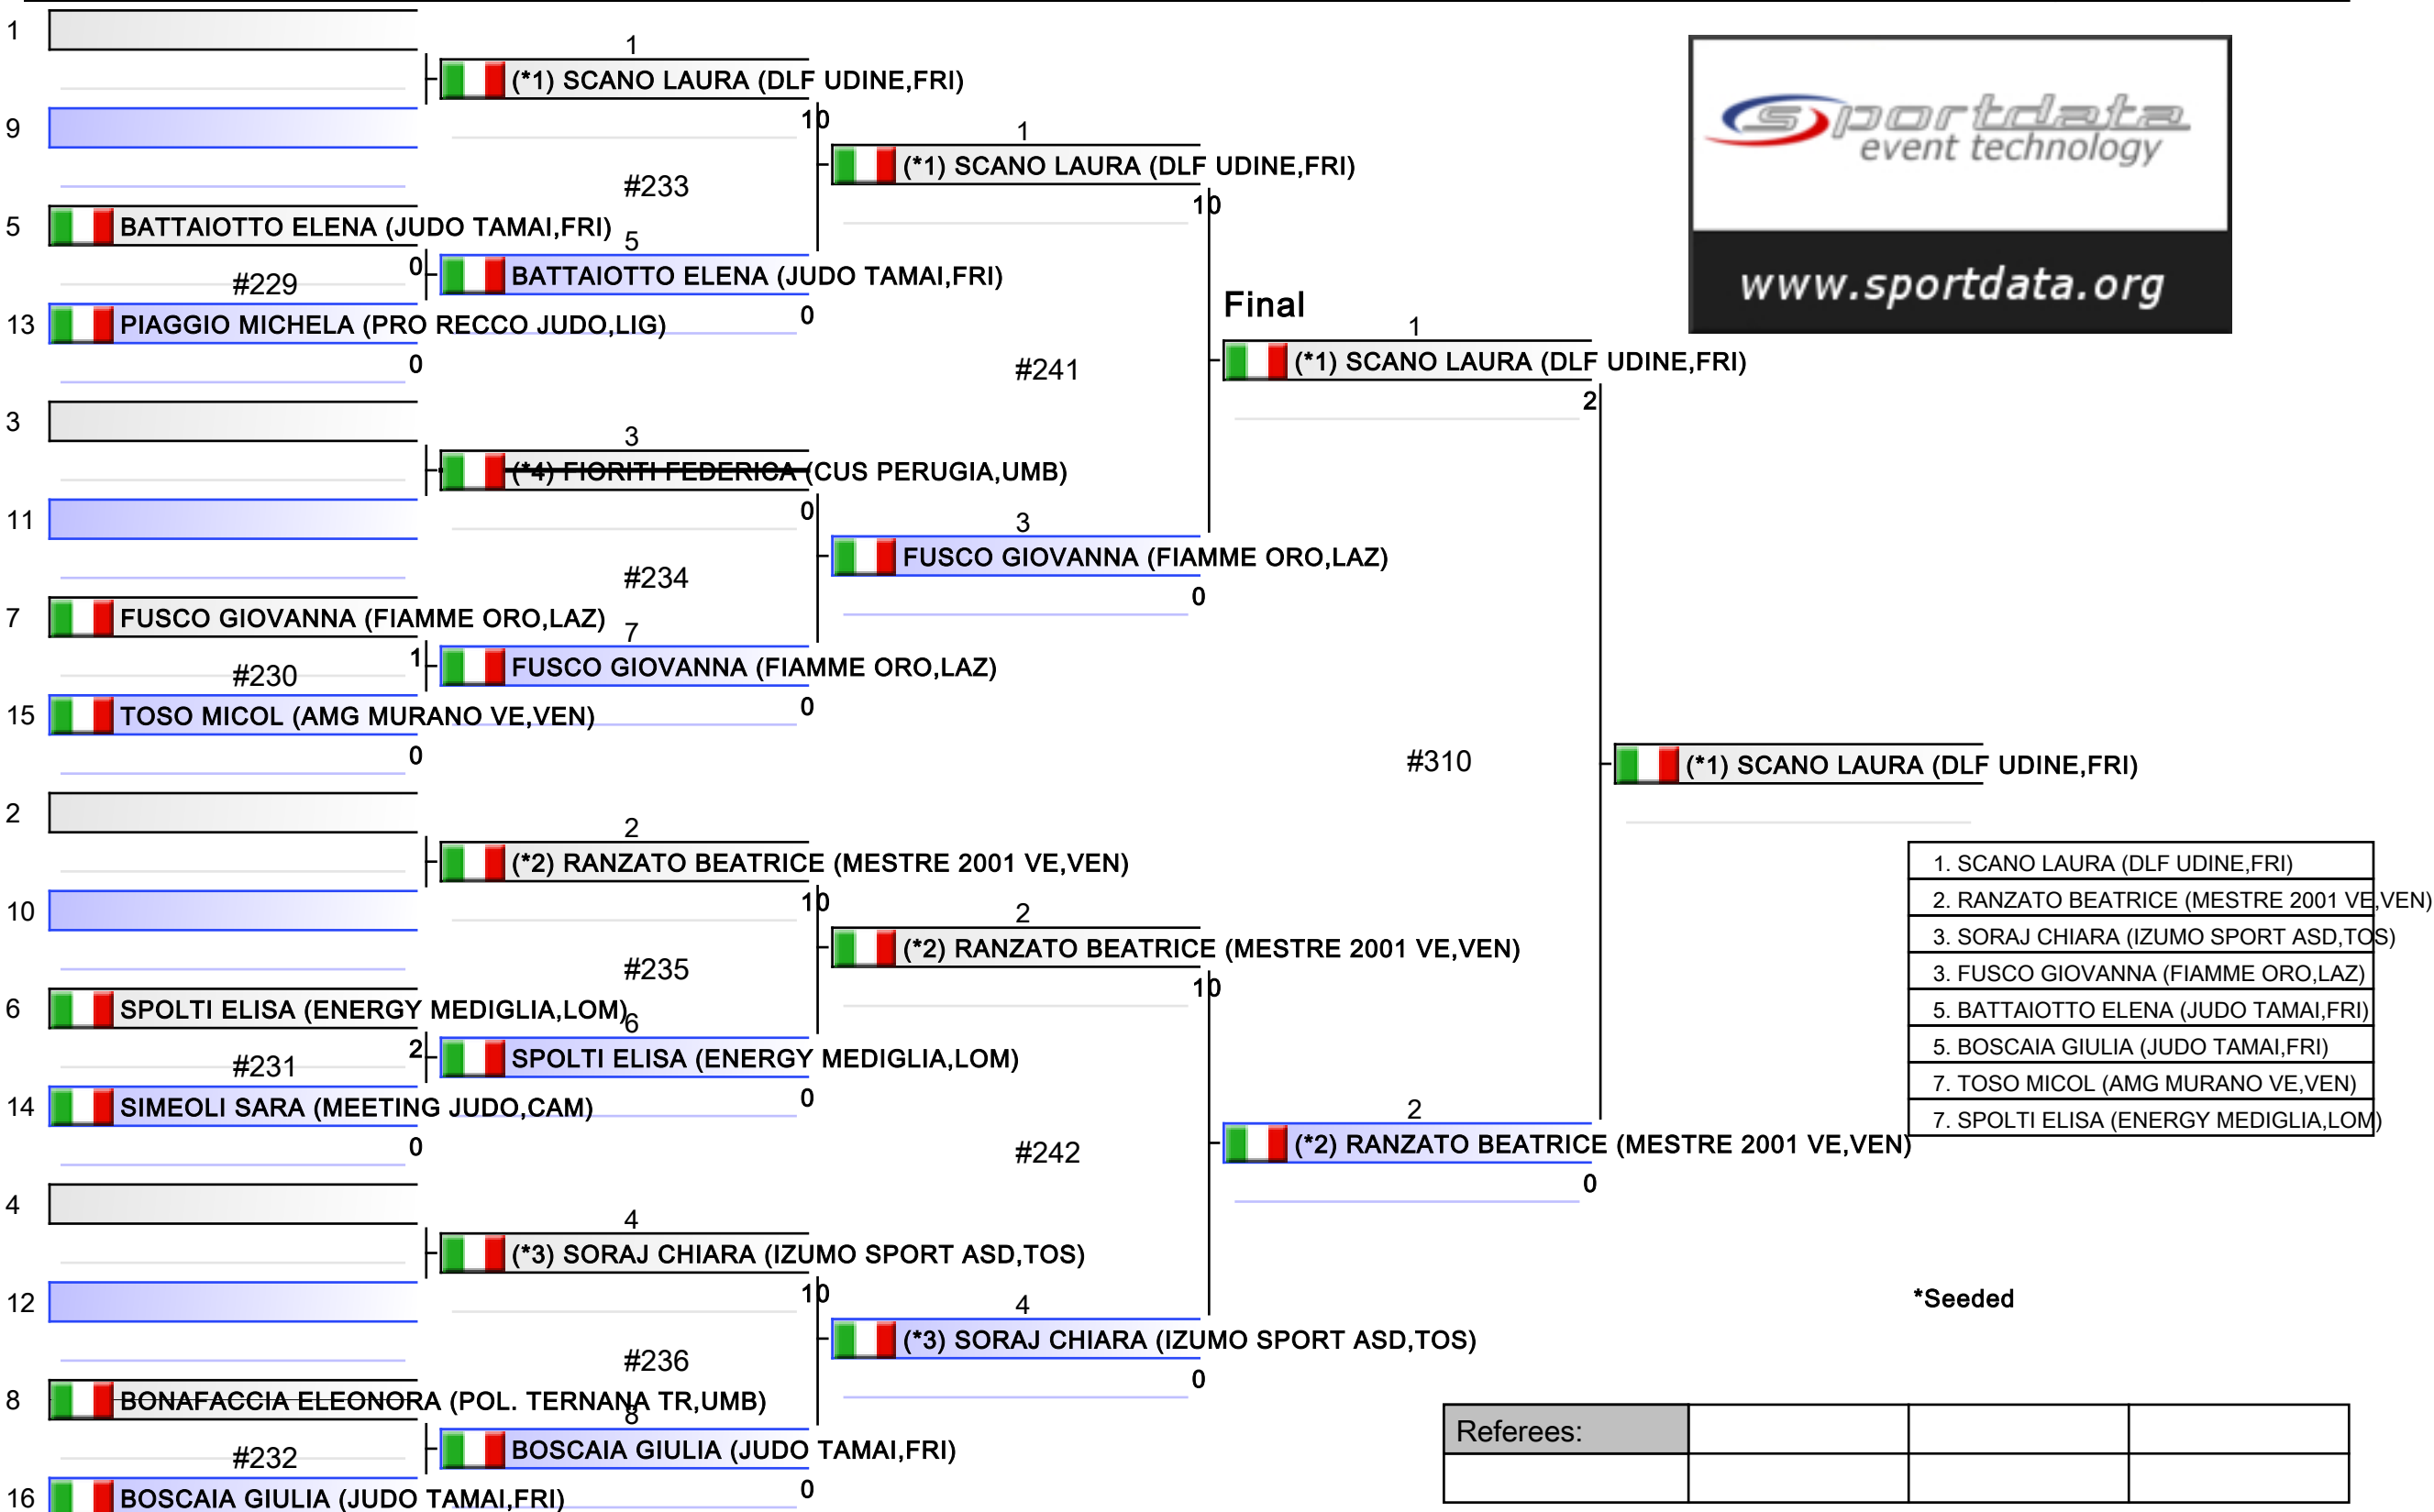 1
9
5 BATTAIOTTO ELENA (JUDO TAMAI,FRI)
0
#229
13 PIAGGIO MICHELA (PRO RECCO JUDO,LIG)
0
3
11
7 FUSCO GIOVANNA (FIAMME ORO,LAZ)
1
#230
15 TOSO MICOL (AMG MURANO VE,VEN)
0
2
10
6 SPOLTI ELISA (ENERGY MEDIGLIA,LOM)
2
#231
14 SIMEOLI SARA (MEETING JUDO,CAM)
0
4
12
8 BONAFACCIA ELEONORA (POL. TERNANA TR,UMB)
#232
16 BOSCAIA GIULIA (JUDO TAMAI,FRI)
1
(*1) SCANO LAURA (DLF UDINE,FRI)
10
#233
5
BATTAIOTTO ELENA (JUDO TAMAI,FRI)
0
3
(*4) FIORITI FEDERICA (CUS PERUGIA,UMB)
0
#234
7
FUSCO GIOVANNA (FIAMME ORO,LAZ)
0
2
(*2) RANZATO BEATRICE (MESTRE 2001 VE,VEN)
10
#235
6
SPOLTI ELISA (ENERGY MEDIGLIA,LOM)
0
4
(*3) SORAJ CHIARA (IZUMO SPORT ASD,TOS)
10
#236
8
BOSCAIA GIULIA (JUDO TAMAI,FRI)
0
1
(*1) SCANO LAURA (DLF UDINE,FRI)
10
#241
3
FUSCO GIOVANNA (FIAMME ORO,LAZ)
0
2
(*2) RANZATO BEATRICE (MESTRE 2001 VE,VEN)
10
#242
4
(*3) SORAJ CHIARA (IZUMO SPORT ASD,TOS)
0
Final
1
(*1) SCANO LAURA (DLF UDINE,FRI)
2
#310
2
(*2) RANZATO BEATRICE (MESTRE 2001 VE,VEN)
0
(*1) SCANO LAURA (DLF UDINE,FRI)
sportdata
event technology
www.sportdata.org
1. SCANO LAURA (DLF UDINE,FRI)
2. RANZATO BEATRICE (MESTRE 2001 VE,VEN)
3. SORAJ CHIARA (IZUMO SPORT ASD,TOS)
3. FUSCO GIOVANNA (FIAMME ORO,LAZ)
5. BATTAIOTTO ELENA (JUDO TAMAI,FRI)
5. BOSCAIA GIULIA (JUDO TAMAI,FRI)
7. TOSO MICOL (AMG MURANO VE,VEN)
7. SPOLTI ELISA (ENERGY MEDIGLIA,LOM)
*Seeded
Referees: